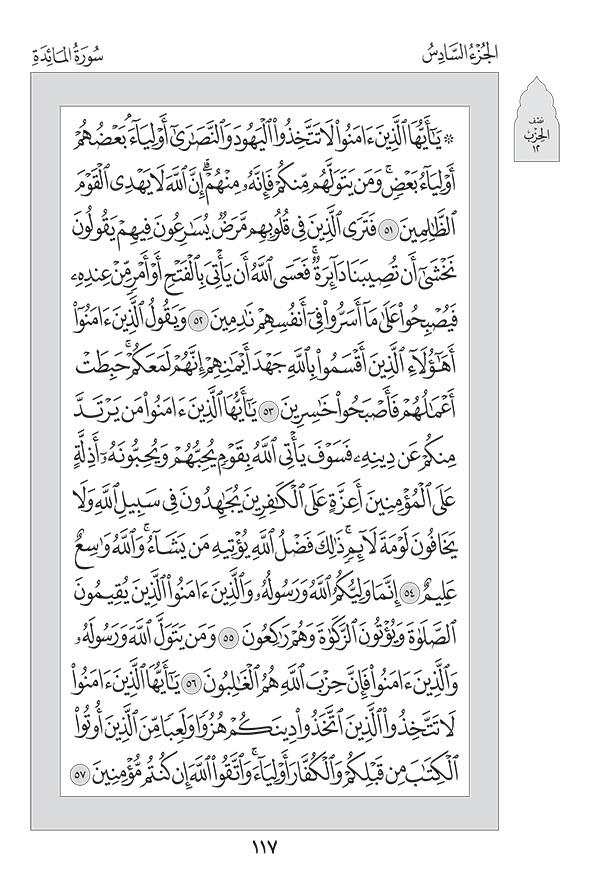 الجُزْءُ السَّادِسُ
سُورَةُ المَائِدَةِ
نصف
الحزب
١٢
۞ يَـٰٓأَيُّهَا ٱلَّذِينَ ءَامَنُوا۟ لَا تَتَّخِذُوا۟ ٱلْيَهُودَ وَٱلنَّصَـٰرَىٰٓ أَوْلِيَآءَ ۘ بَعْضُهُمْ
أَوْلِيَآءُ بَعْضٍ ۚ وَمَن يَتَوَلَّهُم مِّنكُمْ فَإِنَّهُۥ مِنْهُمْ ۗ إِنَّ ٱللَّهَ لَا يَهْدِى ٱلْقَوْمَ
ٱلظَّـٰلِمِينَ ٥١ فَتَرَى ٱلَّذِينَ فِى قُلُوبِهِم مَّرَضٌ يُسَـٰرِعُونَ فِيهِمْ يَقُولُونَ
نَخْشَىٰٓ أَن تُصِيبَنَا دَآئِرَةٌ ۚ فَعَسَى ٱللَّهُ أَن يَأْتِىَ بِٱلْفَتْحِ أَوْ أَمْرٍ مِّنْ عِندِهِۦ
فَيُصْبِحُوا۟ عَلَىٰ مَآ أَسَرُّوا۟ فِىٓ أَنفُسِهِمْ نَـٰدِمِينَ ٥٢ وَيَقُولُ ٱلَّذِينَ ءَامَنُوٓا۟
أَهَـٰٓؤُلَآءِ ٱلَّذِينَ أَقْسَمُوا۟ بِٱللَّهِ جَهْدَ أَيْمَـٰنِهِمْ ۙ إِنَّهُمْ لَمَعَكُمْ ۚ حَبِطَتْ
أَعْمَـٰلُهُمْ فَأَصْبَحُوا۟ خَـٰسِرِينَ ٥٣ يَـٰٓأَيُّهَا ٱلَّذِينَ ءَامَنُوا۟ مَن يَرْتَدَّ
مِنكُمْ عَن دِينِهِۦ فَسَوْفَ يَأْتِى ٱللَّهُ بِقَوْمٍ يُحِبُّهُمْ وَيُحِبُّونَهُۥٓ أَذِلَّةٍ
عَلَى ٱلْمُؤْمِنِينَ أَعِزَّةٍ عَلَى ٱلْكَـٰفِرِينَ يُجَـٰهِدُونَ فِى سَبِيلِ ٱللَّهِ وَلَا
يَخَافُونَ لَوْمَةَ لَآئِمٍ ۚ ذَٰلِكَ فَضْلُ ٱللَّهِ يُؤْتِيهِ مَن يَشَآءُ ۚ وَٱللَّهُ وَٰسِعٌ
عَلِيمٌ ٥٤ إِنَّمَا وَلِيُّكُمُ ٱللَّهُ وَرَسُولُهُۥ وَٱلَّذِينَ ءَامَنُوا۟ ٱلَّذِينَ يُقِيمُونَ
ٱلصَّلَوٰةَ وَيُؤْتُونَ ٱلزَّكَوٰةَ وَهُمْ رَٰكِعُونَ ٥٥ وَمَن يَتَوَلَّ ٱللَّهَ وَرَسُولَهُۥ
وَٱلَّذِينَ ءَامَنُوا۟ فَإِنَّ حِزْبَ ٱللَّهِ هُمُ ٱلْغَـٰلِبُونَ ٥٦ يَـٰٓأَيُّهَا ٱلَّذِينَ ءَامَنُوا۟
لَا تَتَّخِذُوا۟ ٱلَّذِينَ ٱتَّخَذُوا۟ دِينَكُمْ هُزُوًا وَلَعِبًا مِّنَ ٱلَّذِينَ أُوتُوا۟
ٱلْكِتَـٰبَ مِن قَبْلِكُمْ وَٱلْكُفَّارَ أَوْلِيَآءَ ۚ وَٱتَّقُوا۟ ٱللَّهَ إِن كُنتُم مُّؤْمِنِينَ ٥٧
١١٧